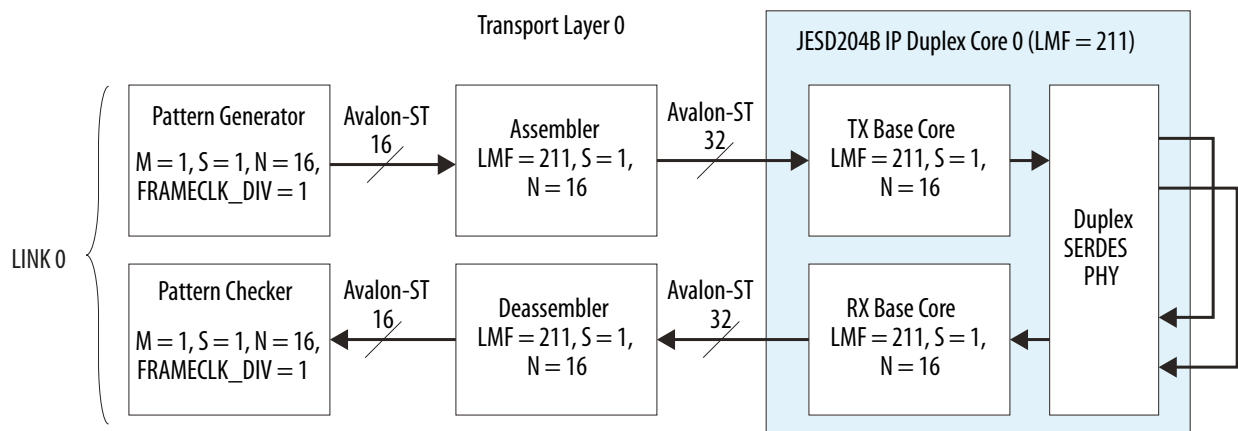 Transport Layer 0
JESD204B IP Duplex Core 0 (LMF = 211)
LINK 0
Pattern Generator
M = 1, S = 1, N = 16,
FRAMECLK_DIV = 1
Avalon-ST
16
Assembler
LMF = 211, S = 1,
N = 16
Avalon-ST
32
TX Base Core
LMF = 211, S = 1,
N = 16
Duplex
SERDES
PHY
Pattern Checker
M = 1, S = 1, N = 16,
FRAMECLK_DIV = 1
Avalon-ST
16
Deassembler
LMF = 211, S = 1,
N = 16
Avalon-ST
32
RX Base Core
LMF = 211, S = 1,
N = 16